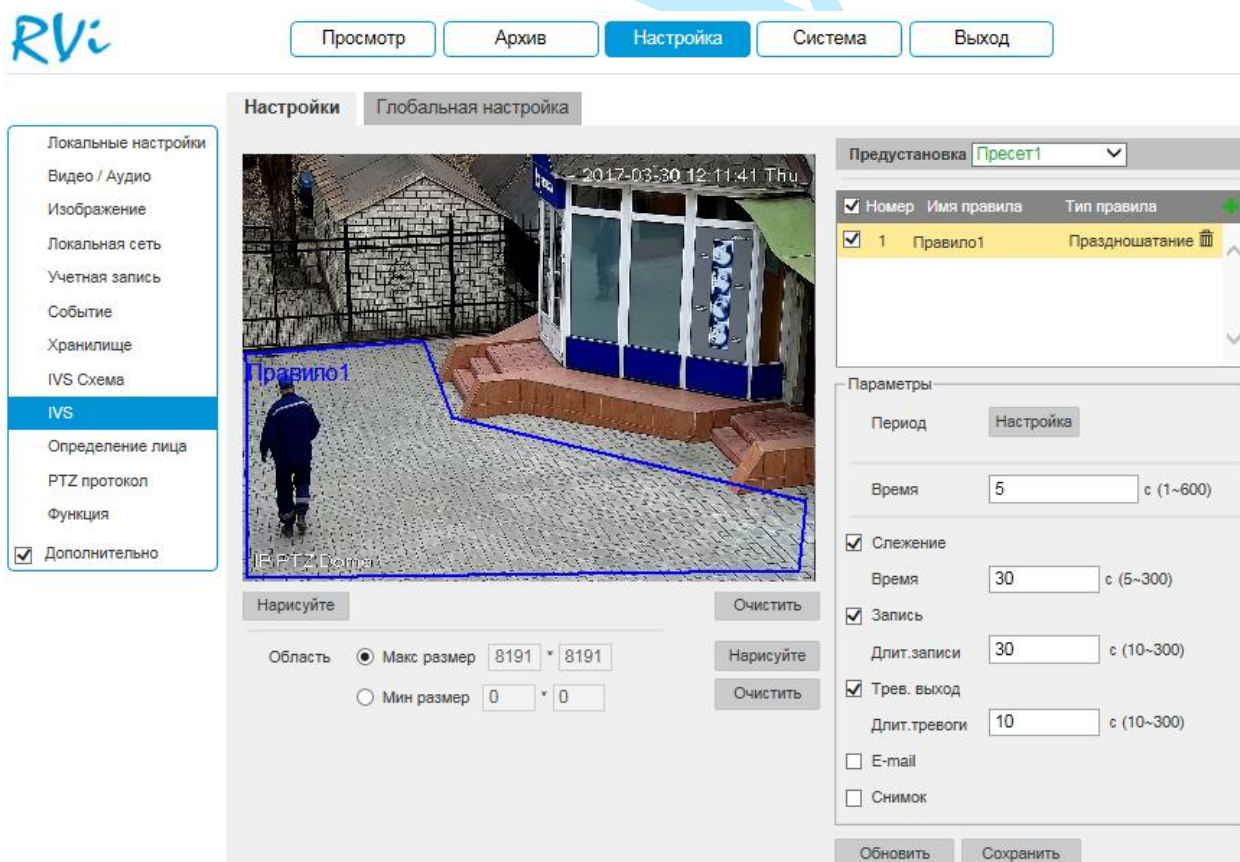 RVi
Просмотр
Архив
Настройка
Система
Выход
Настройки
Глобальная настройка
Локальные настройки
Видео / Аудио
Изображение
Локальная сеть
Учетная запись
Событие
Хранилище
IVS Схема
IVS
Определение лица
PTZ протокол
Функция
Дополнительно
2017-03-30 12:11:41 Thu
Правило1
IP PTZ Dome
Нарисуйте
Очистить
Область Макс размер 8191 * 8191 Нарисуйте
Мин размер 0 * 0 Очистить
Предустановка Пресет1
Номер Имя правила Тип правила
1 Правило1 Праздношатание
Параметры
Период Настройка
Время 5 с (1~600)
Слежение
Время 30 с (5~300)
Запись
Длит.записи 30 с (10~300)
Трев. выход
Длит.тревоги 10 с (10~300)
E-mail
Снимок
Обновить Сохранить